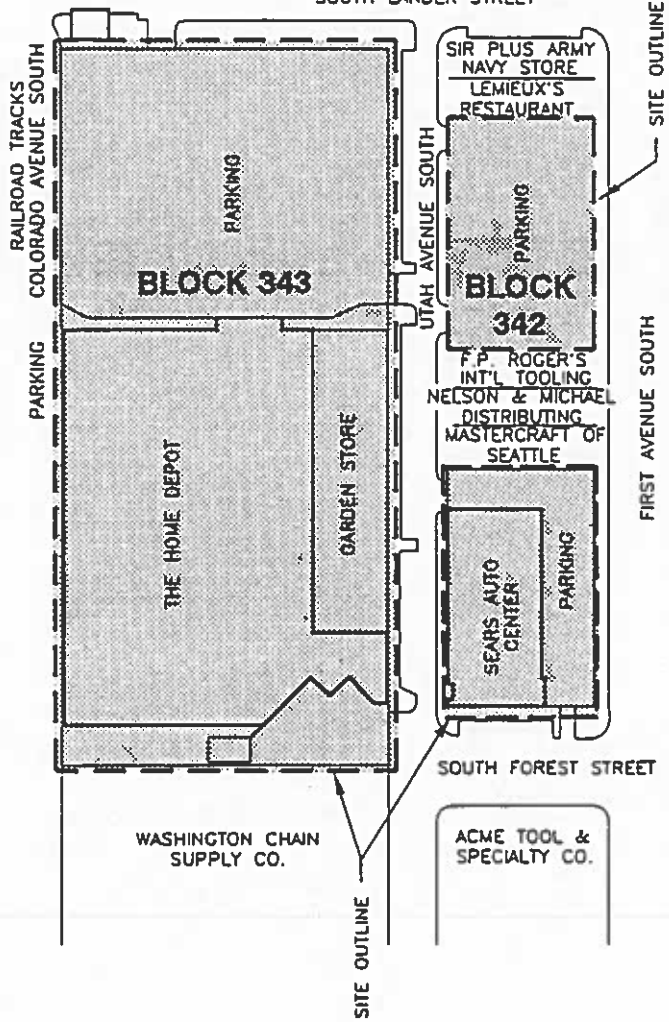 SOUTH LANDER STREET
SIR PLUS ARMY
NAVY STORE
LEMIEUX'S
RESTAURANT
SITE OUTLINE
RAILROAD TRACKS
COLORADO AVENUE SOUTH
PARKING
UTAH AVENUE SOUTH
PARKING
BLOCK 343
BLOCK
342
F.P. ROGER'S
INT'L TOOLING
NELSON & MICHAEL
DISTRIBUTING
MASTERCRAFT OF
SEATTLE
PARKING
THE HOME DEPOT
GARDEN STORE
SEARS AUTO
CENTER
PARKING
FIRST AVENUE SOUTH
SOUTH FOREST STREET
WASHINGTON CHAIN
SUPPLY CO.
ACME TOOL &
SPECIALTY CO.
SITE OUTLINE